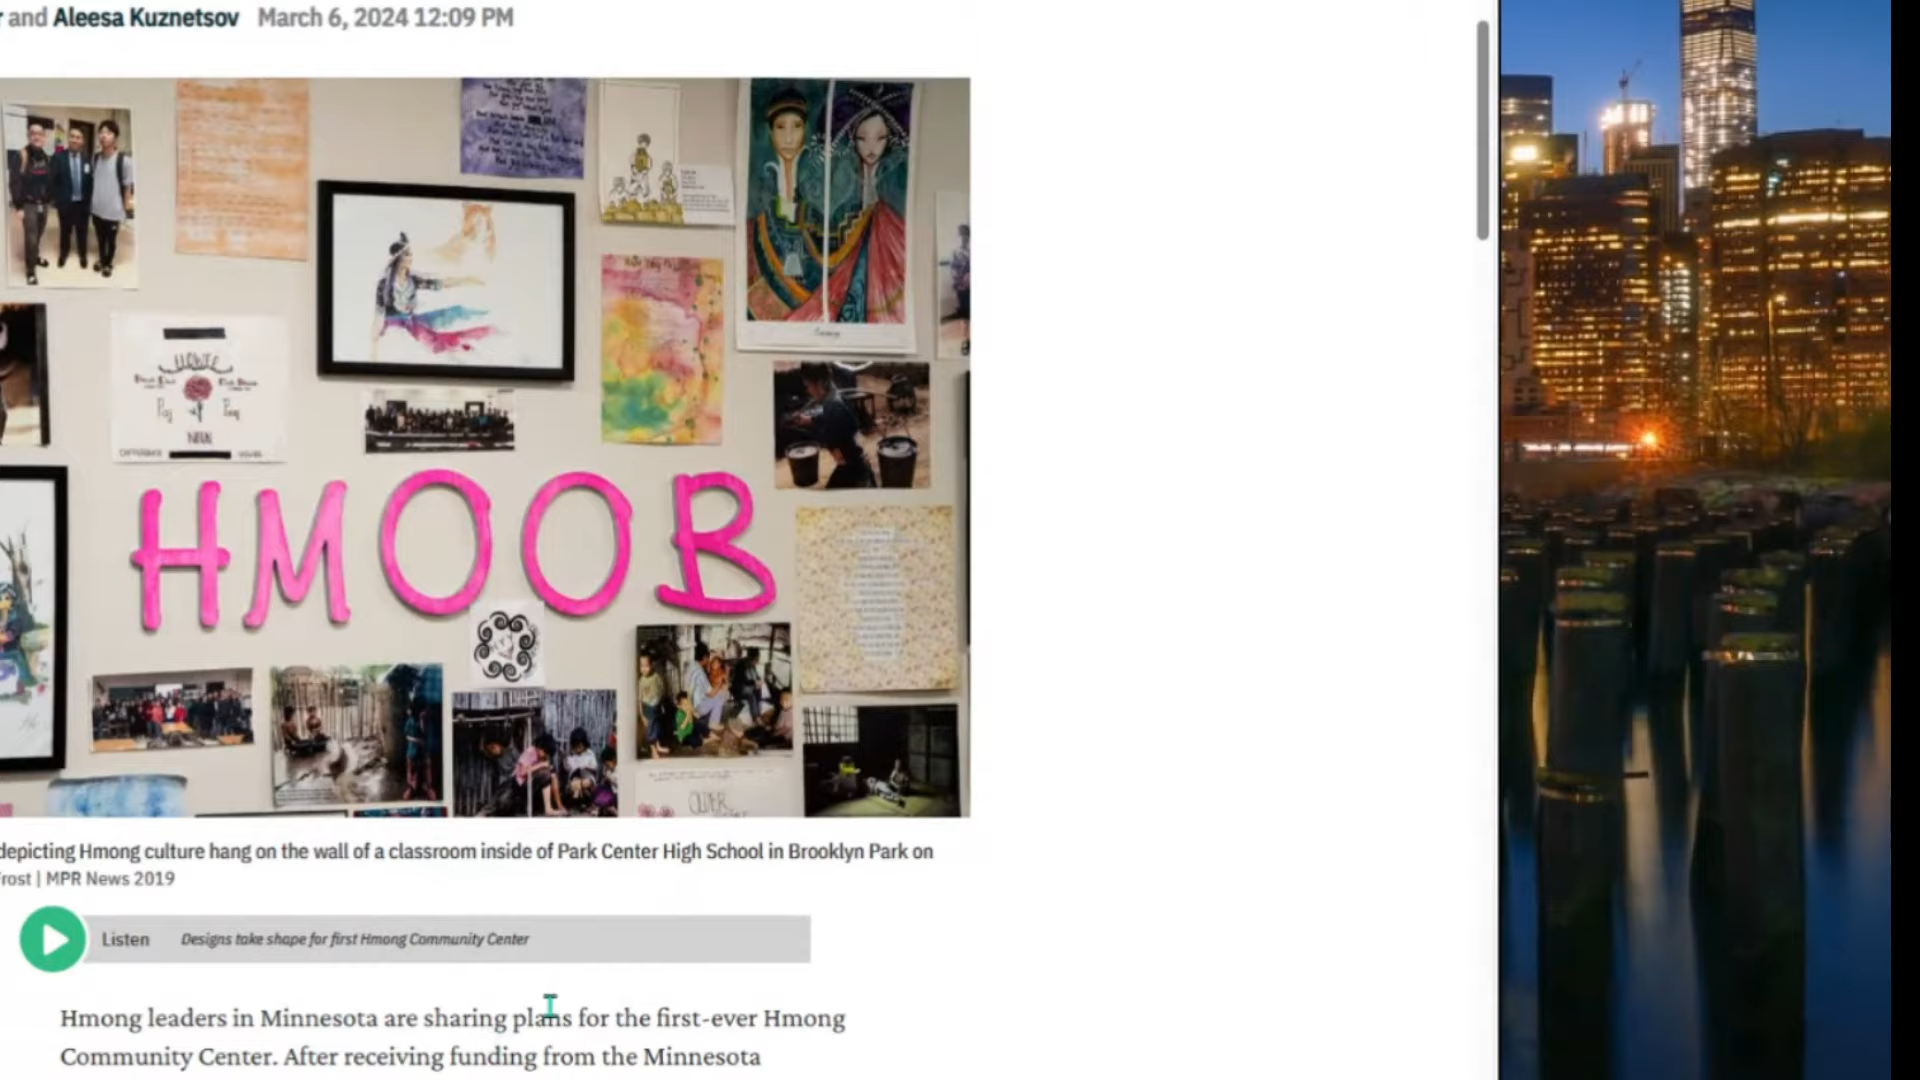 and Aleesa Kuznetsov March 6, 2024 12:09 PM
HMOOB
OLDER
depicting Hmong culture hang on the wall of a classroom inside of Park Center High School in Brooklyn Park on
rost | MPR News 2019
Listen Designs take shape for first Hmong Community Center
Hmong leaders in Minnesota are sharing plans for the first-ever Hmong
Community Center. After receiving funding from the Minnesota